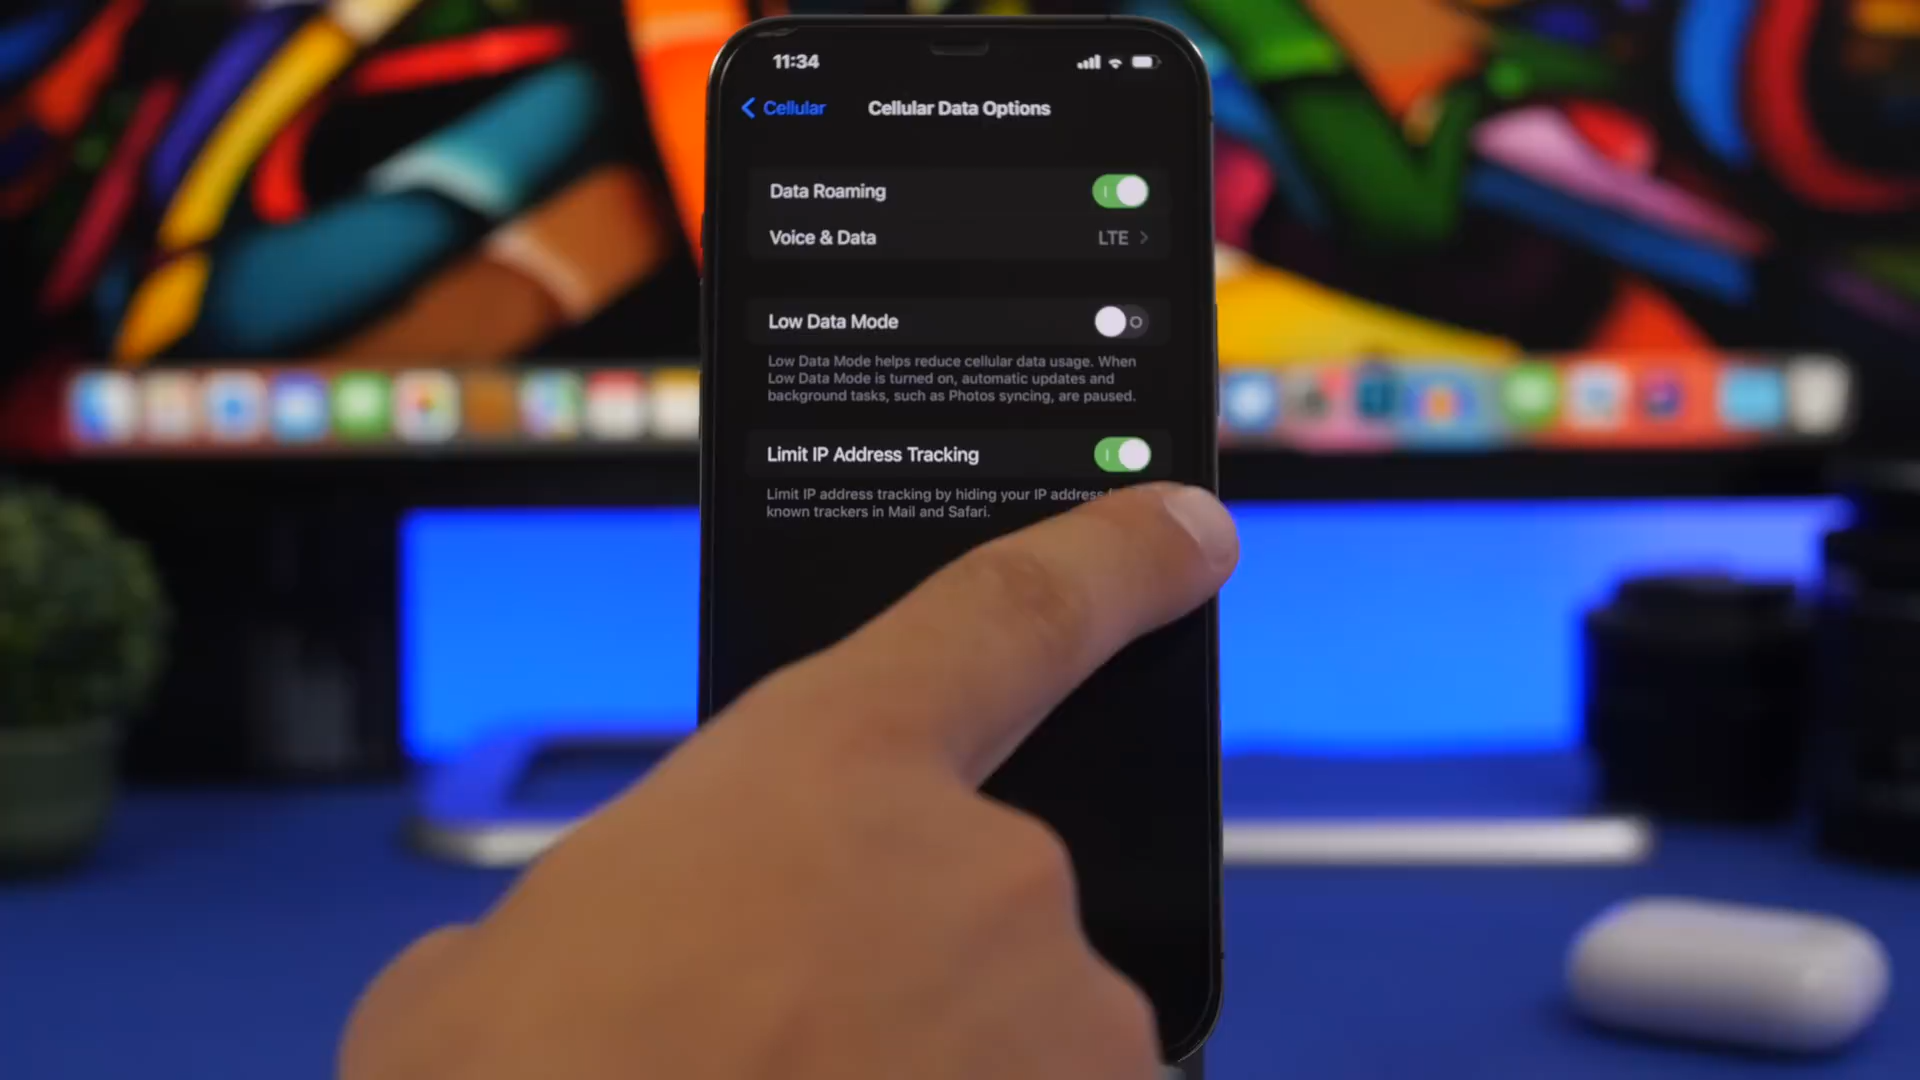 11:34
Cellular
Cellular Data Options
Data Roaming
Voice & Data
LTE
Low Data Mode
Low Data Mode helps reduce cellular data usage. When
Low Data Mode is turned on, automatic updates and
background tasks, such as Photos syncing, are paused.
Limit IP Address Tracking
Limit IP address tracking by hiding your IP address
known trackers in Mail and Safari.